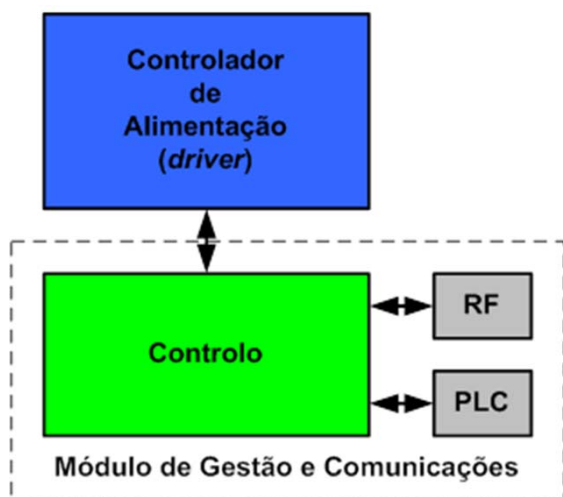 Controlador
de
Alimentação
(driver)
Controlo
RF
PLC
Módulo de Gestão e Comunicações